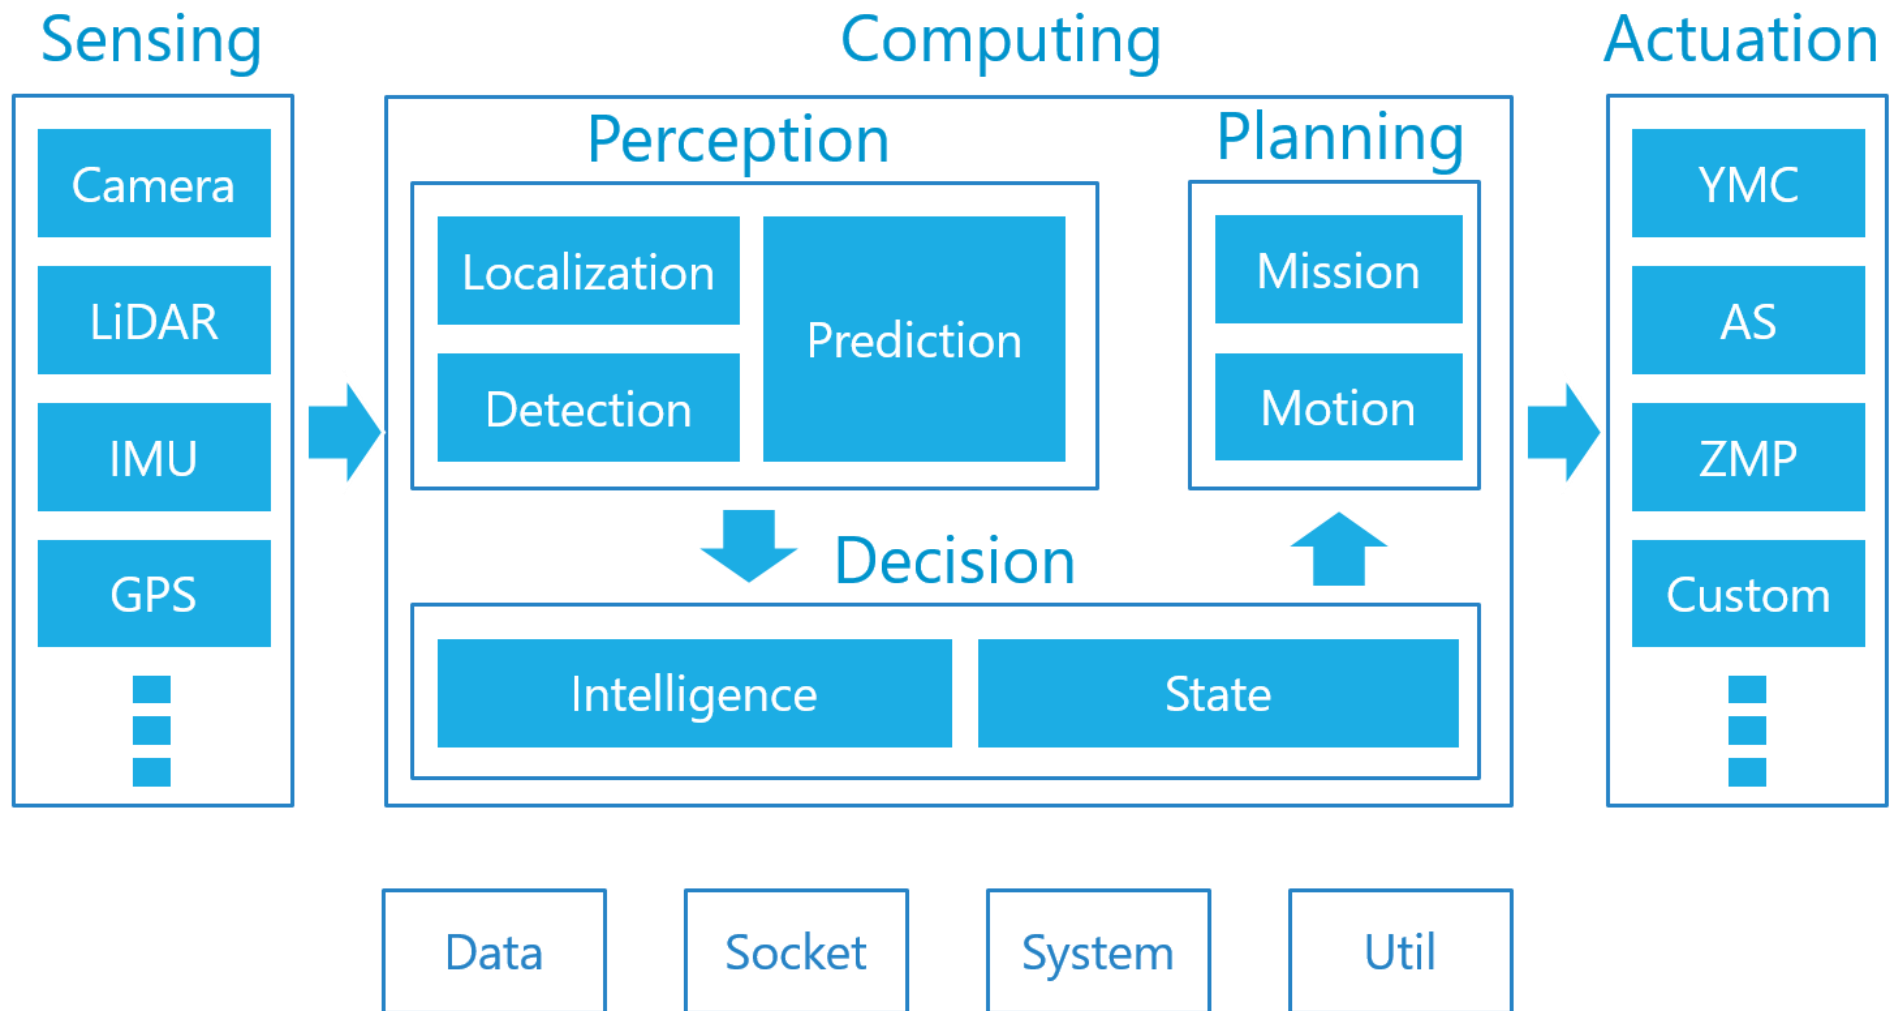 Sensing
Camera
LiDAR
IMU
GPS
Computing
Perception
Localization
Detection
Prediction
Planning
Mission
Motion
Decision
Intelligence
State
Actuation
YMC
AS
ZMP
Custom
Data
Socket
System
Util